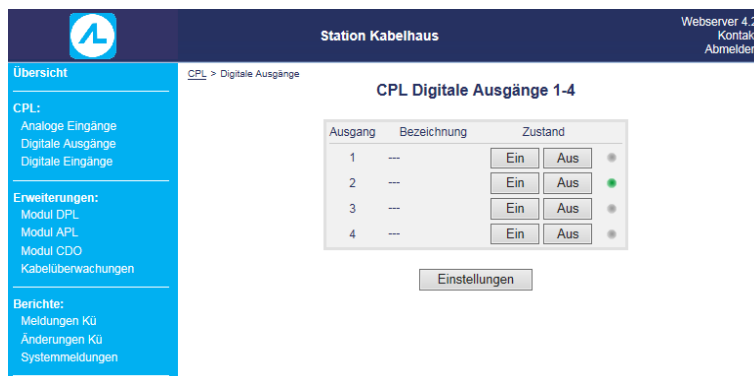 Station Kabelhaus
Webserver 4.2
Kontak
Abmelden
Übersicht
CPL:
Analoge Eingänge
Digitale Ausgänge
Digitale Eingänge
Erweiterungen:
Modul DPL
Modul APL
Modul CDO
Kabelüberwachungen
Berichte:
Meldungen Kü
Änderungen Kü
Systemmeldungen
CPL > Digitale Ausgänge
CPL Digitale Ausgänge 1-4
Ausgang Bezeichnung Zustand
1 --- Ein Aus
2 --- Ein Aus
3 --- Ein Aus
4 --- Ein Aus
Einstellungen